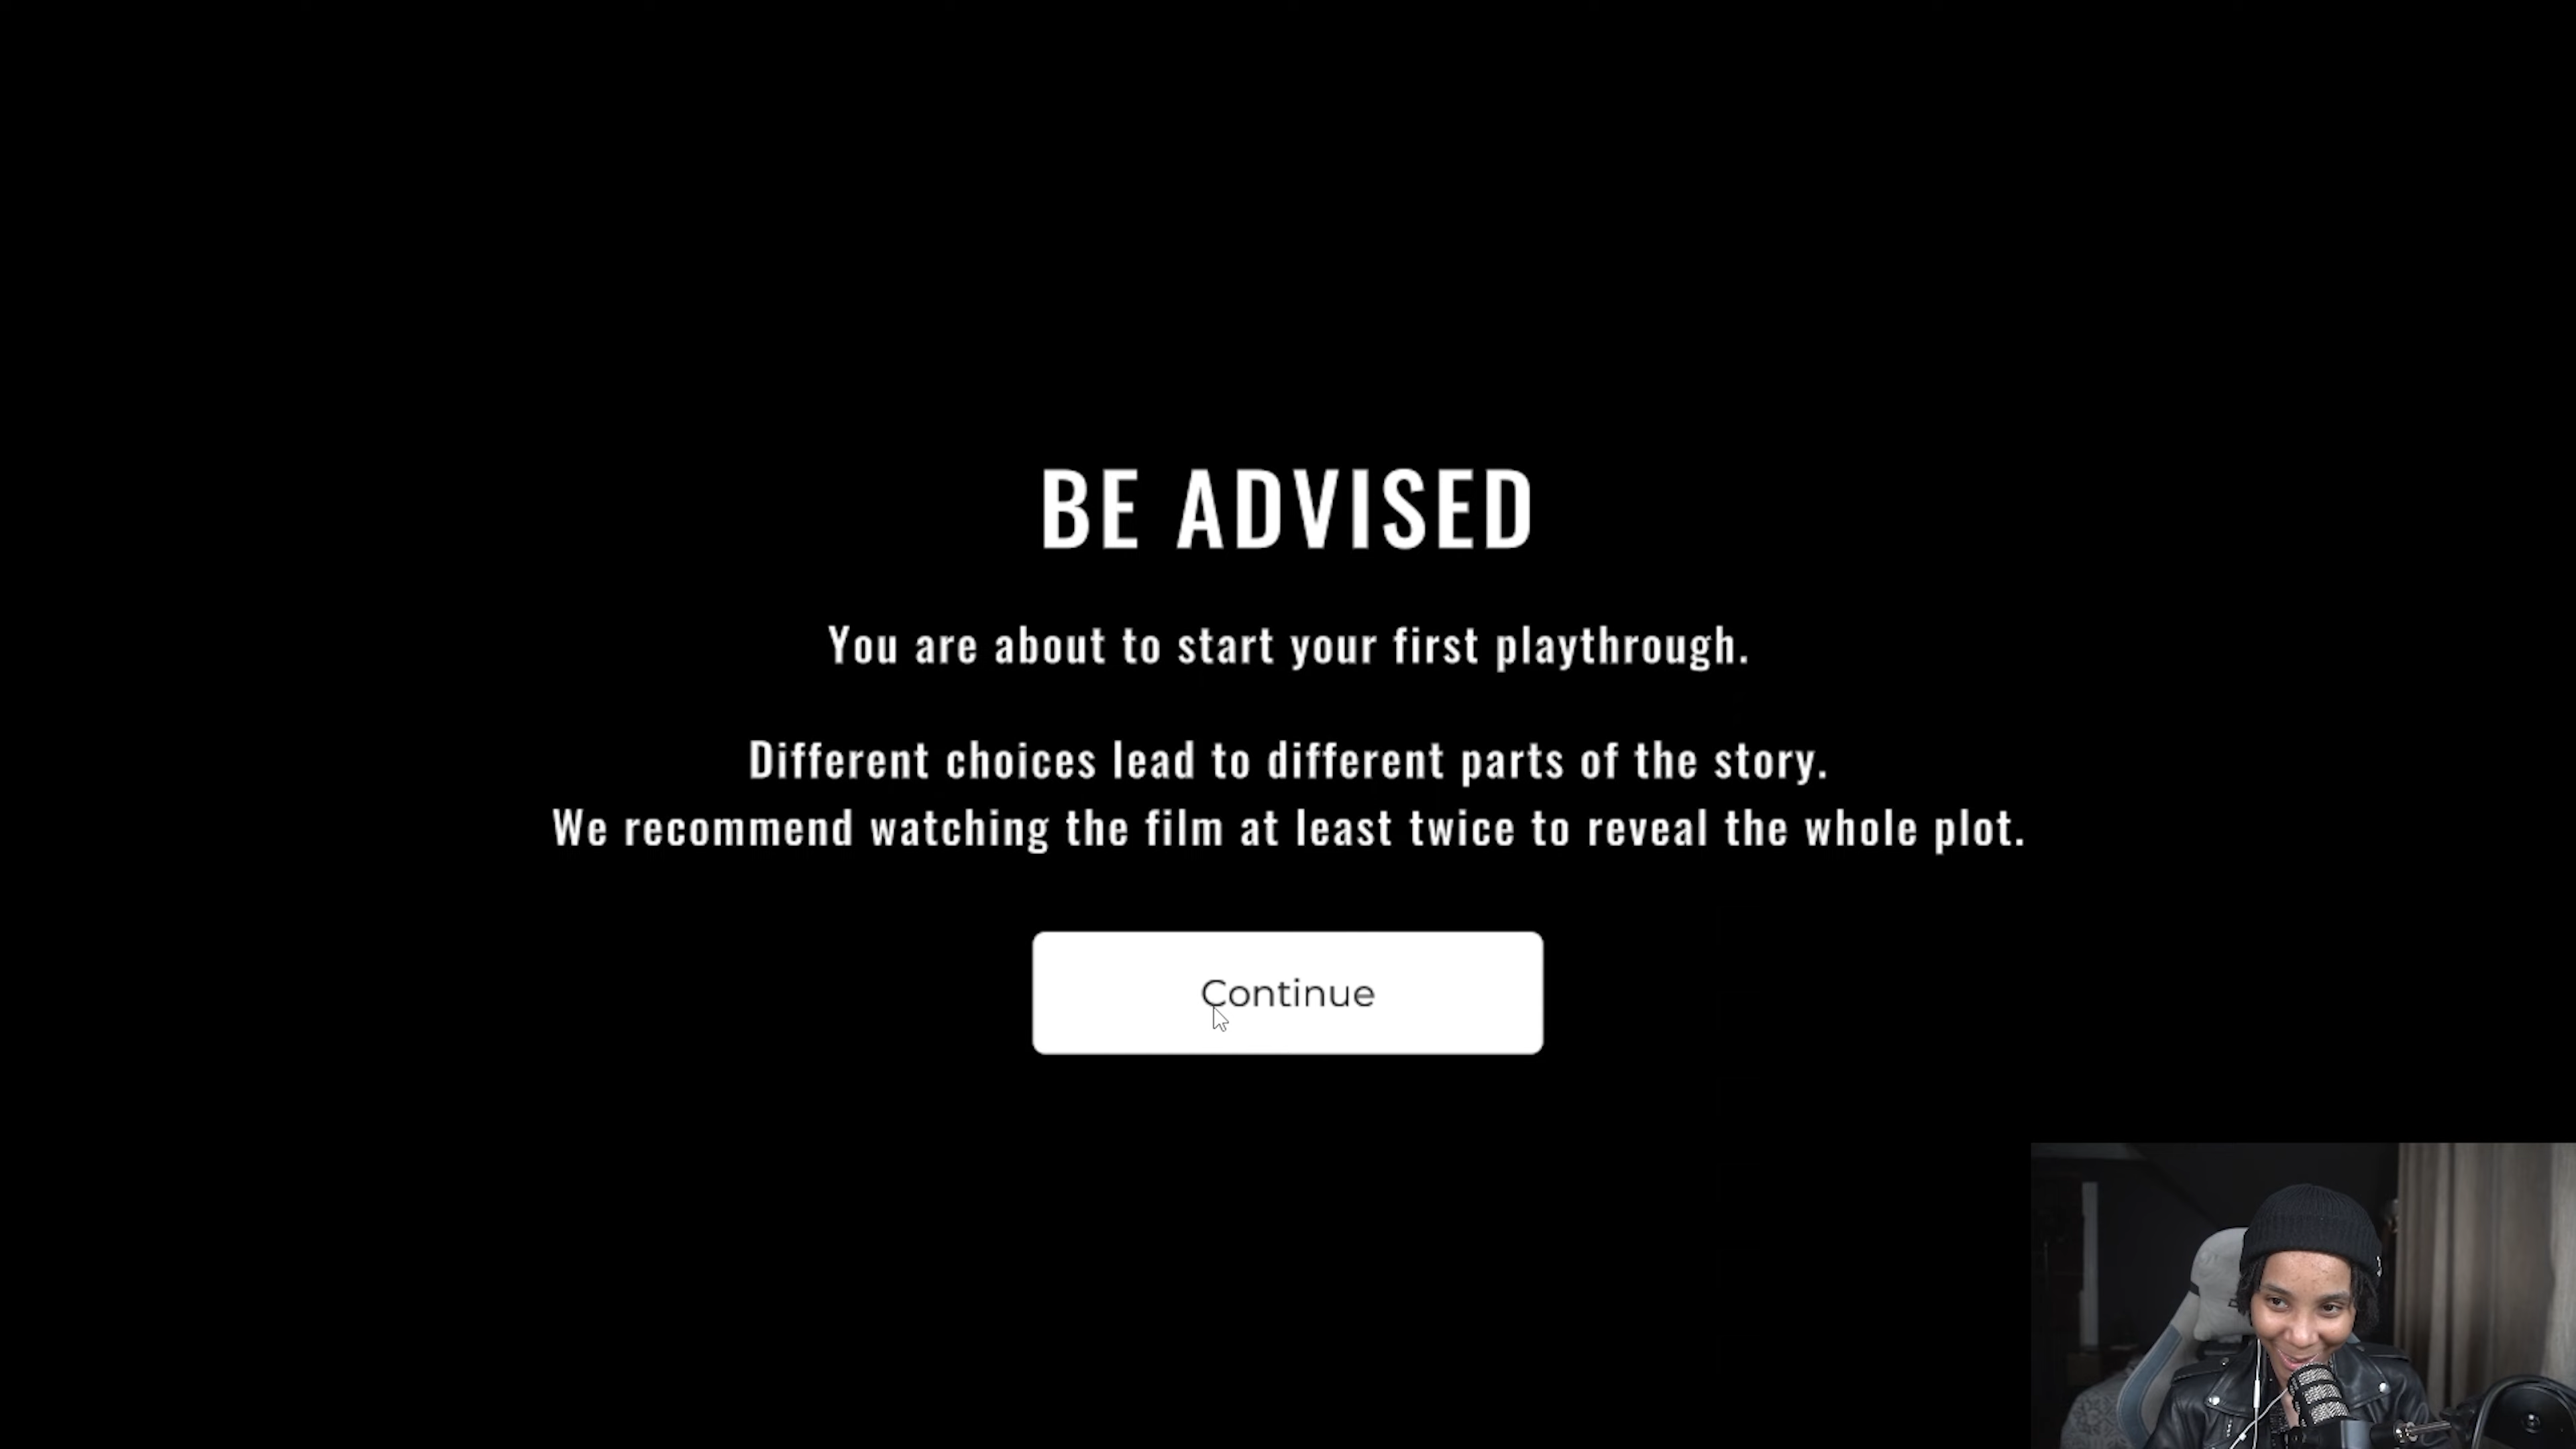 BE ADVISED
You are about to start your first playthrough.
Different choices lead to different parts of the story.
We recommend watching the film at least twice to reveal the whole plot.
Continue